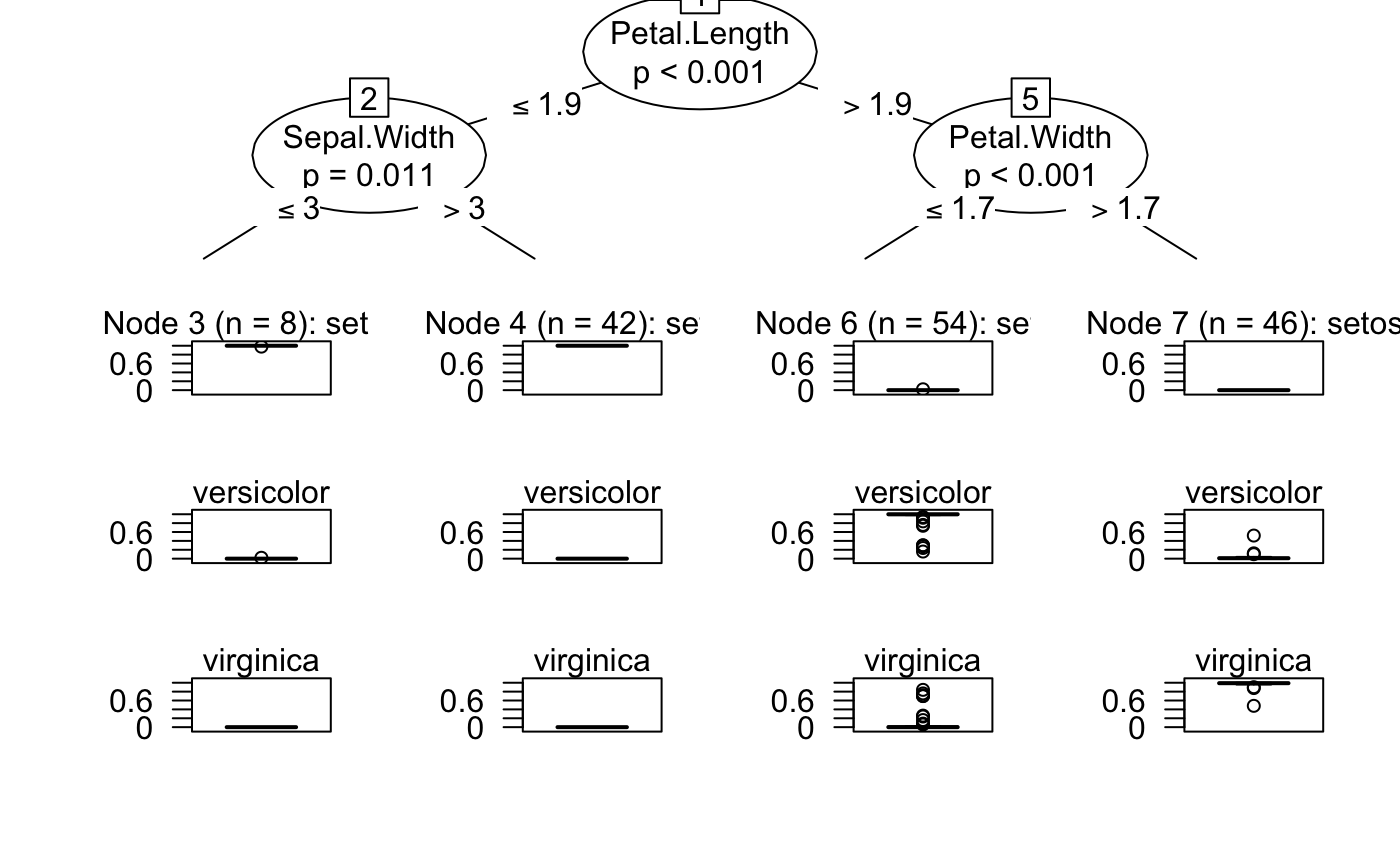 Petal.Length
p < 0.001
≤ 1.9
> 1.9
2
Sepal.Width
p = 0.011
5
Petal.Width
p < 0.001
≤ 3
> 3
≤ 1.7
> 1.7
Node 3 (n = 8): set
Node 4 (n = 42): se
Node 6 (n = 54): se
Node 7 (n = 46): setos
0.6
0
0.6
0
0.6
0
0.6
0
versicolor
versicolor
versicolor
versicolor
0.6
0
0.6
0
0.6
0
0.6
0
virginica
virginica
virginica
virginica
0.6
0
0.6
0
0.6
0
0.6
0